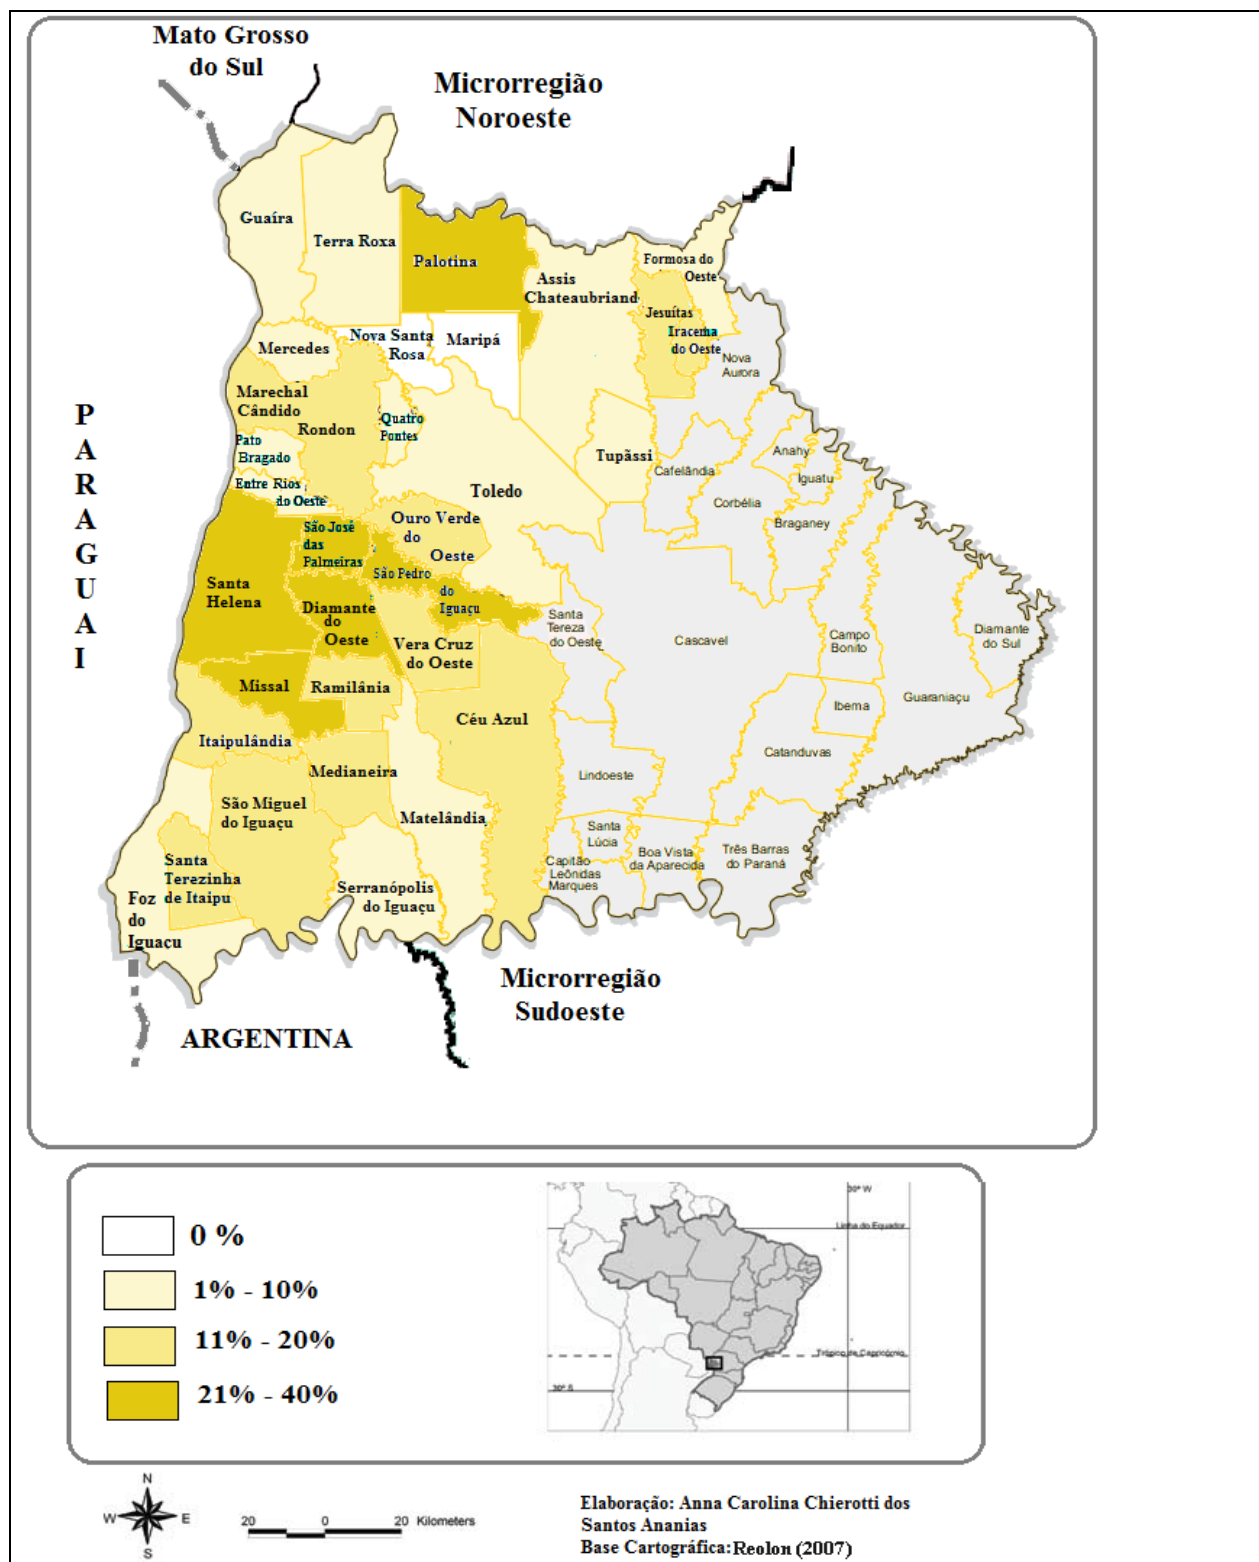 Mato Grosso
do Sul
Microrregião
Noroeste
Guaíra
Terra Roxa
Palotina
Assis
Chateaubriand
Formosa do
Oeste
Jesuítas
Iracema
do Oeste
Nova
Aurora
Nova Santa
Rosa
Maripá
Mercedes
Marechal
Cândido
Rondon
Quatro
Pontes
Pato
Bragado
Entre Rios
do Oeste
Toledo
Tupãssi
Cafelândia
Anahy
Iguatu
Corbélia
Braganey
P
A
R
A
G
U
A
I
Ouro Verde
do
Oeste
São José
das
Palmeiras
São Pedro
do
Iguaçu
Santa
Helena
Diamante
do
Oeste
Vera Cruz
do Oeste
Santa
Tereza
do Oeste
Cascavel
Campo
Bonito
Diamante
do Sul
Guaraniaçu
Ibema
Catanduvas
Missal
Ramilânia
Céu Azul
Itaipulândia
Medianeira
Lindoeste
São Miguel
do Iguaçu
Matelândia
Santa
Lúcia
Boa Vista
da Aparecida
Três Barras
do Paraná
Capitão
Leônidas
Marques
Santa
Terezinha
de Itaipu
Serranópolis
do Iguaçu
Foz
do
Iguaçu
Microrregião
Sudoeste
ARGENTINA
0 %
1% - 10%
11% - 20%
21% - 40%
30º W
Linha do Equador
Trópico de Capricórnio
30º S
N
W E
S
20 0 20 Kilometers
Elaboração: Anna Carolina Chierotti dos
Santos Ananias
Base Cartográfica: Reolon (2007)